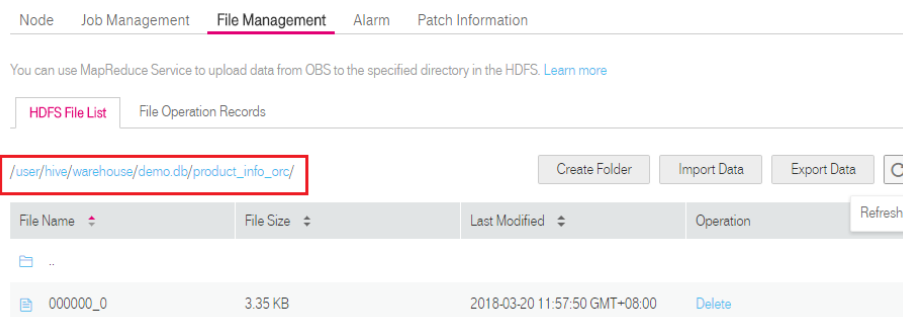 Node Job Management File Management Alarm Patch Information
You can use MapReduce Service to upload data from OBS to the specified directory in the HDFS. Learn more
HDFS File List File Operation Records
/user/hive/warehouse/demo.db/product_info_orc/ Create Folder Import Data Export Data
File Name File Size Last Modified Operation Refresh
..
000000_0 3.35 KB 2018-03-20 11:57:50 GMT+08:00 Delete